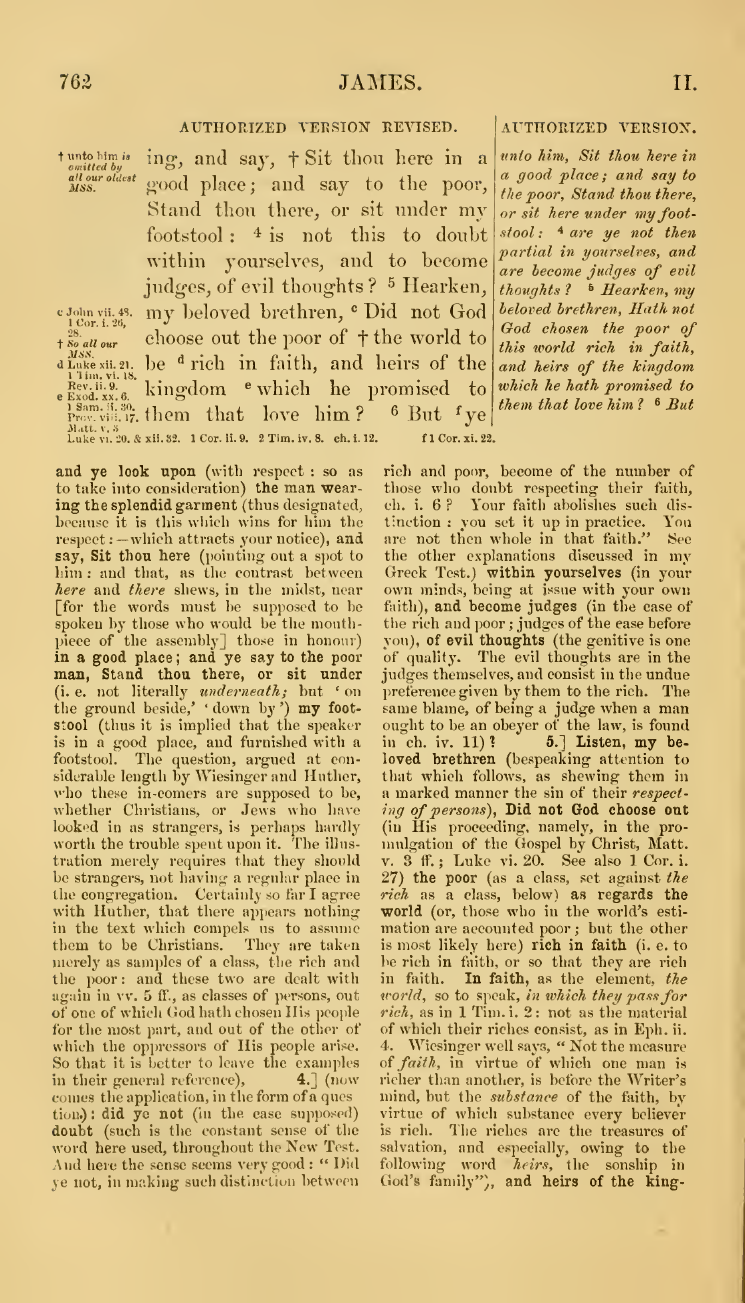 762 JAMES. II.
AUTHORIZED VERSION REVISED.
† unto him is
omitted by
all our oldest
MSS.
ing, and say, † Sit thou here in a
good place; and say to the poor,
Stand thou there, or sit under my
footstool : 4 is not this to doubt
within yourselves, and to become
judges, of evil thoughts ? 5 Hearken,
my beloved brethren, c Did not God
choose out the poor of † the world to
be d rich in faith, and heirs of the
kingdom e which he promised to
them that love him ? 6 But f ye
c John vii. 48.
1 Cor. i. 26,
28.
† So all our
MSS.
d Luke xii. 21.
1 Tim. vi. 18.
Rev. ii. 9.
e Exod. xx. 6.
1 Sam. ii. 30.
Prov. viii. 17.
Matt. v. 3
Luke vi. 20. & xii. 32. 1 Cor. ii. 9. 2 Tim. iv. 8. ch. i. 12. f 1 Cor. xi. 22.
AUTHORIZED VERSION.
unto him, Sit thou here in
a good place; and say to
the poor, Stand thou there,
or sit here under my foot-
stool : 4 are ye not then
partial in yourselves, and
are become judges of evil
thoughts ? 5 Hearken, my
beloved brethren, Hath not
God chosen the poor of
this world rich in faith,
and heirs of the kingdom
which he hath promised to
them that love him ? 6 But
and ye look upon (with respect : so as
to take into consideration) the man wear-
ing the splendid garment (thus designated,
because it is this which wins for him the
respect :—which attracts your notice), and
say, Sit thou here (pointing out a spot to
him : and that, as the contrast between
here and there shews, in the midst, near
[for the words must be supposed to be
spoken by those who would be the mouth-
piece of the assembly] those in honour)
in a good place; and ye say to the poor
man, Stand thou there, or sit under
(i. e. not literally underneath; but ‘ on
the ground beside,’ ‘ down by ’) my foot-
stool (thus it is implied that the speaker
is in a good place, and furnished with a
footstool. The question, argued at con-
siderable length by Wiesinger and Huther,
who these in-comers are supposed to be,
whether Christians, or Jews who have
looked in as strangers, is perhaps hardly
worth the trouble spent upon it. The illus-
tration merely requires that they should
be strangers, not having a regular place in
the congregation. Certainly so far I agree
with Huther, that there appears nothing
in the text which compels us to assume
them to be Christians. They are taken
merely as samples of a class, the rich and
the poor : and these two are dealt with
again in vv. 5 ff., as classes of persons, out
of one of which God hath chosen His people
for the most part, and out of the other of
which the oppressors of His people arise.
So that it is better to leave the examples
in their general reference), 4.] (now
comes the application, in the form of a ques
tion.) : did ye not (in the case supposed)
doubt (such is the constant sense of the
word here used, throughout the New Test.
And here the sense seems very good : “ Did
ye not, in making such distinction between
rich and poor, become of the number of
those who doubt respecting their faith,
ch. i. 6 ? Your faith abolishes such dis-
tinction : you set it up in practice. You
are not then whole in that faith.” See
the other explanations discussed in my
Greek Test.) within yourselves (in your
own minds, being at issue with your own
faith), and become judges (in the case of
the rich and poor ; judges of the case before
you), of evil thoughts (the genitive is one
of quality. The evil thoughts are in the
judges themselves, and consist in the undue
preference given by them to the rich. The
same blame, of being a judge when a man
ought to be an obeyer of the law, is found
in ch. iv. 11) ? 5.] Listen, my be-
loved brethren (bespeaking attention to
that which follows, as shewing them in
a marked manner the sin of their respect-
ing of persons), Did not God choose out
(in His proceeding, namely, in the pro-
mulgation of the Gospel by Christ, Matt.
v. 3 ff. ; Luke vi. 20. See also 1 Cor. i.
27) the poor (as a class, set against the
rich as a class, below) as regards the
world (or, those who in the world’s esti-
mation are accounted poor ; but the other
is most likely here) rich in faith (i. e. to
be rich in faith, or so that they are rich
in faith. In faith, as the element, the
world, so to speak, in which they pass for
rich, as in 1 Tim. i. 2 : not as the material
of which their riches consist, as in Eph. ii.
4. Wiesinger well says, “ Not the measure
of faith, in virtue of which one man is
richer than another, is before the Writer’s
mind, but the substance of the faith, by
virtue of which substance every believer
is rich. The riches are the treasures of
salvation, and especially, owing to the
following word heirs, the sonship in
God’s family”), and heirs of the king-